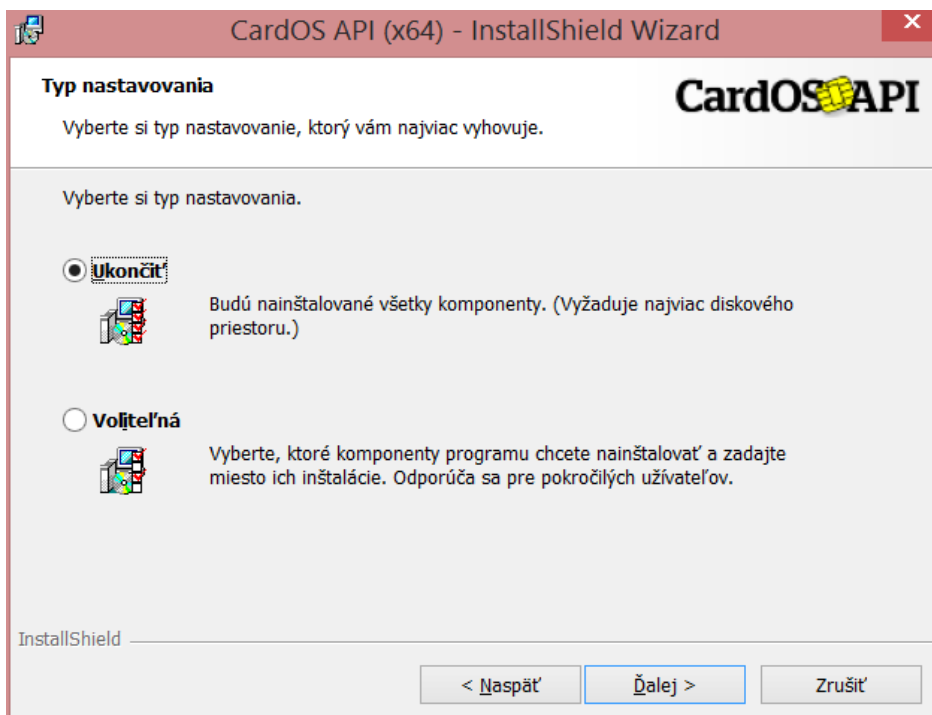 CardOS API (x64) - InstallShield Wizard
Typ nastavovania
CardOS API
Vyberte si typ nastavovanie, ktorý vám najviac vyhovuje.
Vyberte si typ nastavovania.
Ukončiť
Budú nainštalované všetky komponenty. (Vyžaduje najviac diskového
priestoru.)
Voliteľná
Vyberte, ktoré komponenty programu chcete nainštalovať a zadajte
miesto ich inštalácie. Odporúča sa pre pokročilých užívateľov.
InstallShield
< Naspäť
Ďalej >
Zrušiť